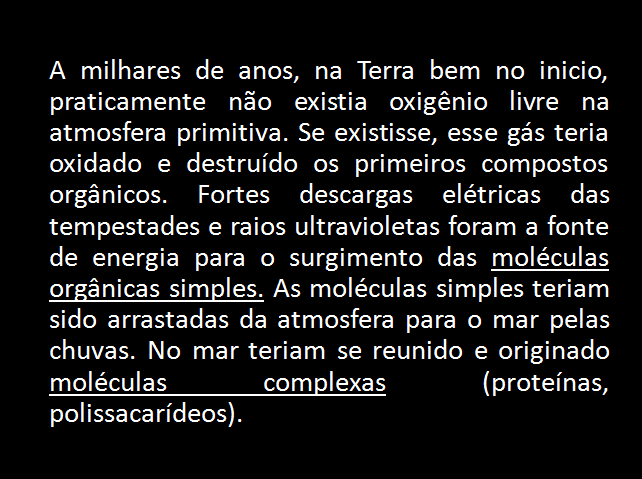 A milhares de anos, na Terra bem no inicio,
praticamente não existia oxigênio livre na
atmosfera primitiva. Se existisse, esse gás teria
oxidado e destruído os primeiros compostos
orgânicos. Fortes descargas elétricas das
tempestades e raios ultravioletas foram a fonte
de energia para o surgimento das moléculas
orgânicas simples. As moléculas simples teriam
sido arrastadas da atmosfera para o mar pelas
chuvas. No mar teriam se reunido e originado
moléculas complexas (proteínas,
polissacarídeos).